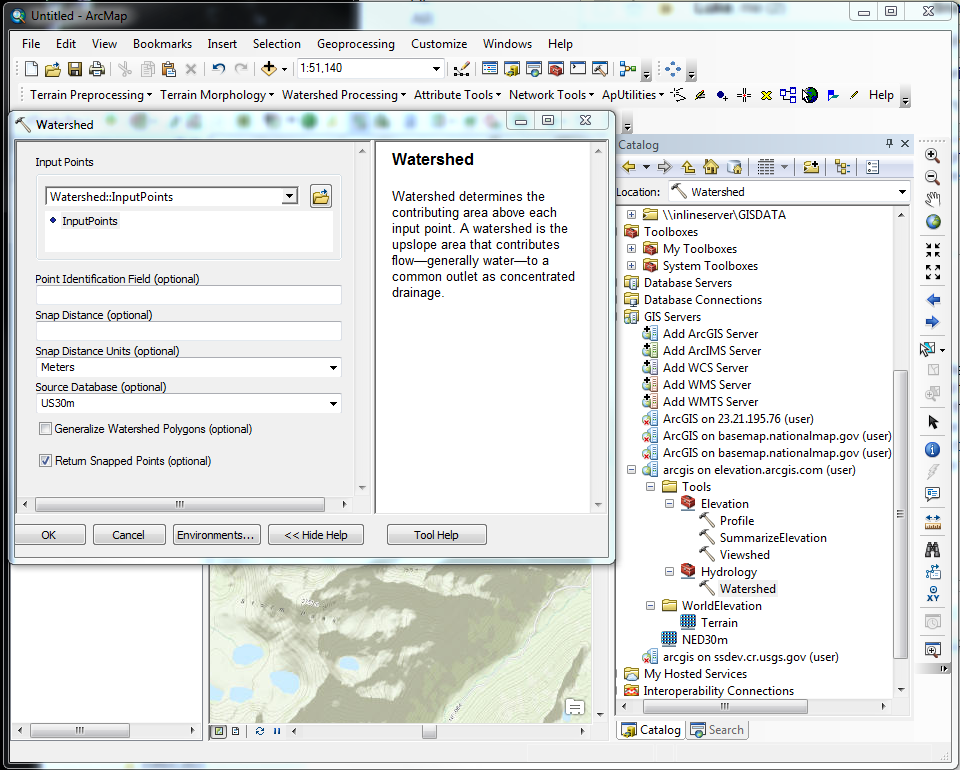 Untitled - ArcMap
File Edit View Bookmarks Insert Selection Geoprocessing Customize Windows Help
1:51,140
Terrain Preprocessing Terrain Morphology Watershed Processing Attribute Tools Network Tools ApUtilities Help
Watershed
Input Points
Watershed::InputPoints
InputPoints
Point Identification Field (optional)
Snap Distance (optional)
Snap Distance Units (optional)
Meters
Source Database (optional)
US30m
Generalize Watershed Polygons (optional)
Return Snapped Points (optional)
OK Cancel Environments... << Hide Help Tool Help
Watershed
Watershed determines the
contributing area above each
input point. A watershed is the
upslope area that contributes
flow—generally water—to a
common outlet as concentrated
drainage.
Catalog
Location: Watershed
\\inlineserver\GISDATA
Toolboxes
My Toolboxes
System Toolboxes
Database Servers
Database Connections
GIS Servers
Add ArcGIS Server
Add ArcIMS Server
Add WCS Server
Add WMS Server
Add WMTS Server
ArcGIS on 23.21.195.76 (user)
ArcGIS on basemap.nationalmap.gov (user)
ArcGIS on basemap.nationalmap.gov (user)
arcgis on elevation.arcgis.com (user)
Tools
Elevation
Profile
SummarizeElevation
Viewshed
Hydrology
Watershed
WorldElevation
Terrain
NED30m
arcgis on ssdev.cr.usgs.gov (user)
My Hosted Services
Interoperability Connections
Catalog Search
XY